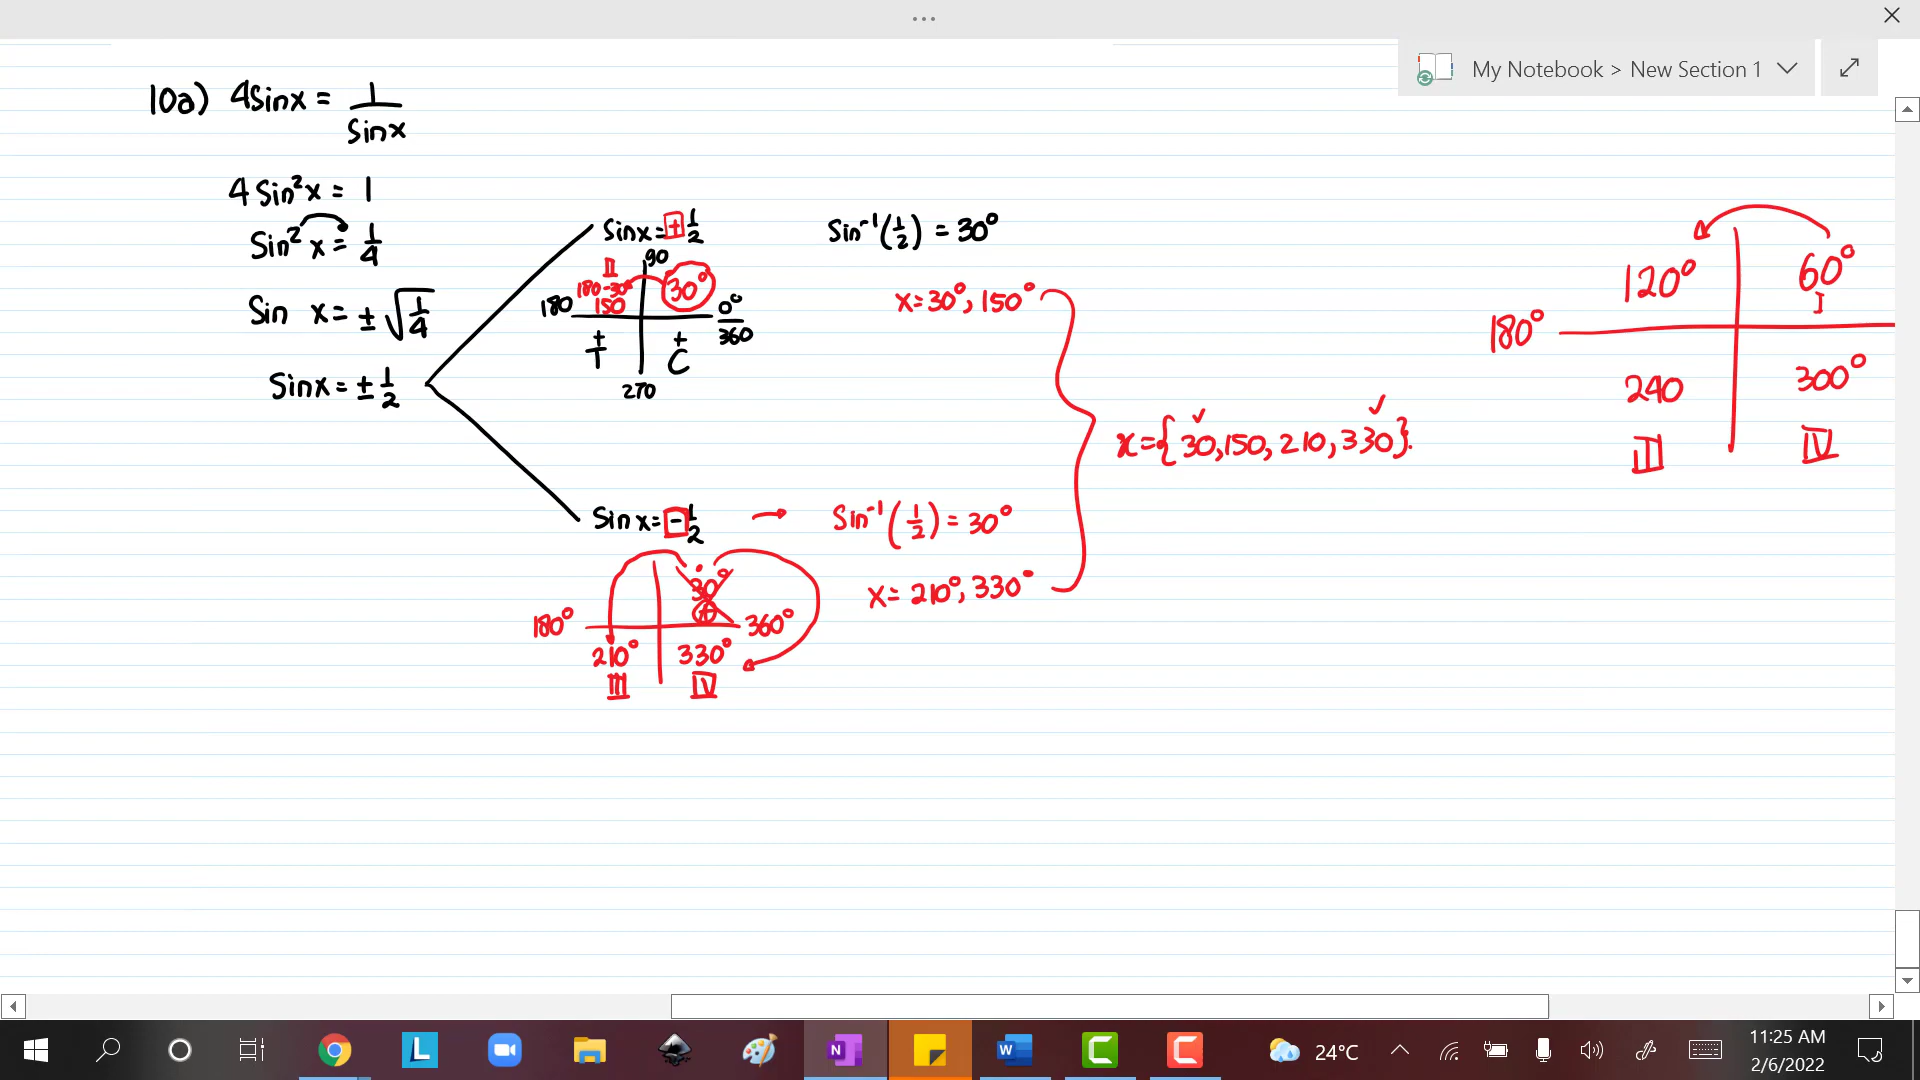 My Notebook > New Section 1
10a) 4Sinx = 1/Sinx
4Sin²x = 1
Sin²x = 1/4
Sin x = ± √(1/4)
Sinx = ± 1/2
Sinx = + 1/2
Sin⁻¹(1/2) = 30°
90
II
180-30
150
30°
180
0°
360
+
T
+
C
270
x = 30°, 150°
Sinx = - 1/2 → Sin⁻¹(1/2) = 30°
30°
+
180°
360°
210°
330°
III
IV
x = 210°, 330°
x = {30, 150, 210, 330}.
120°
60°
I
180°
240
300°
III
IV
24°C
11:25 AM
2/6/2022